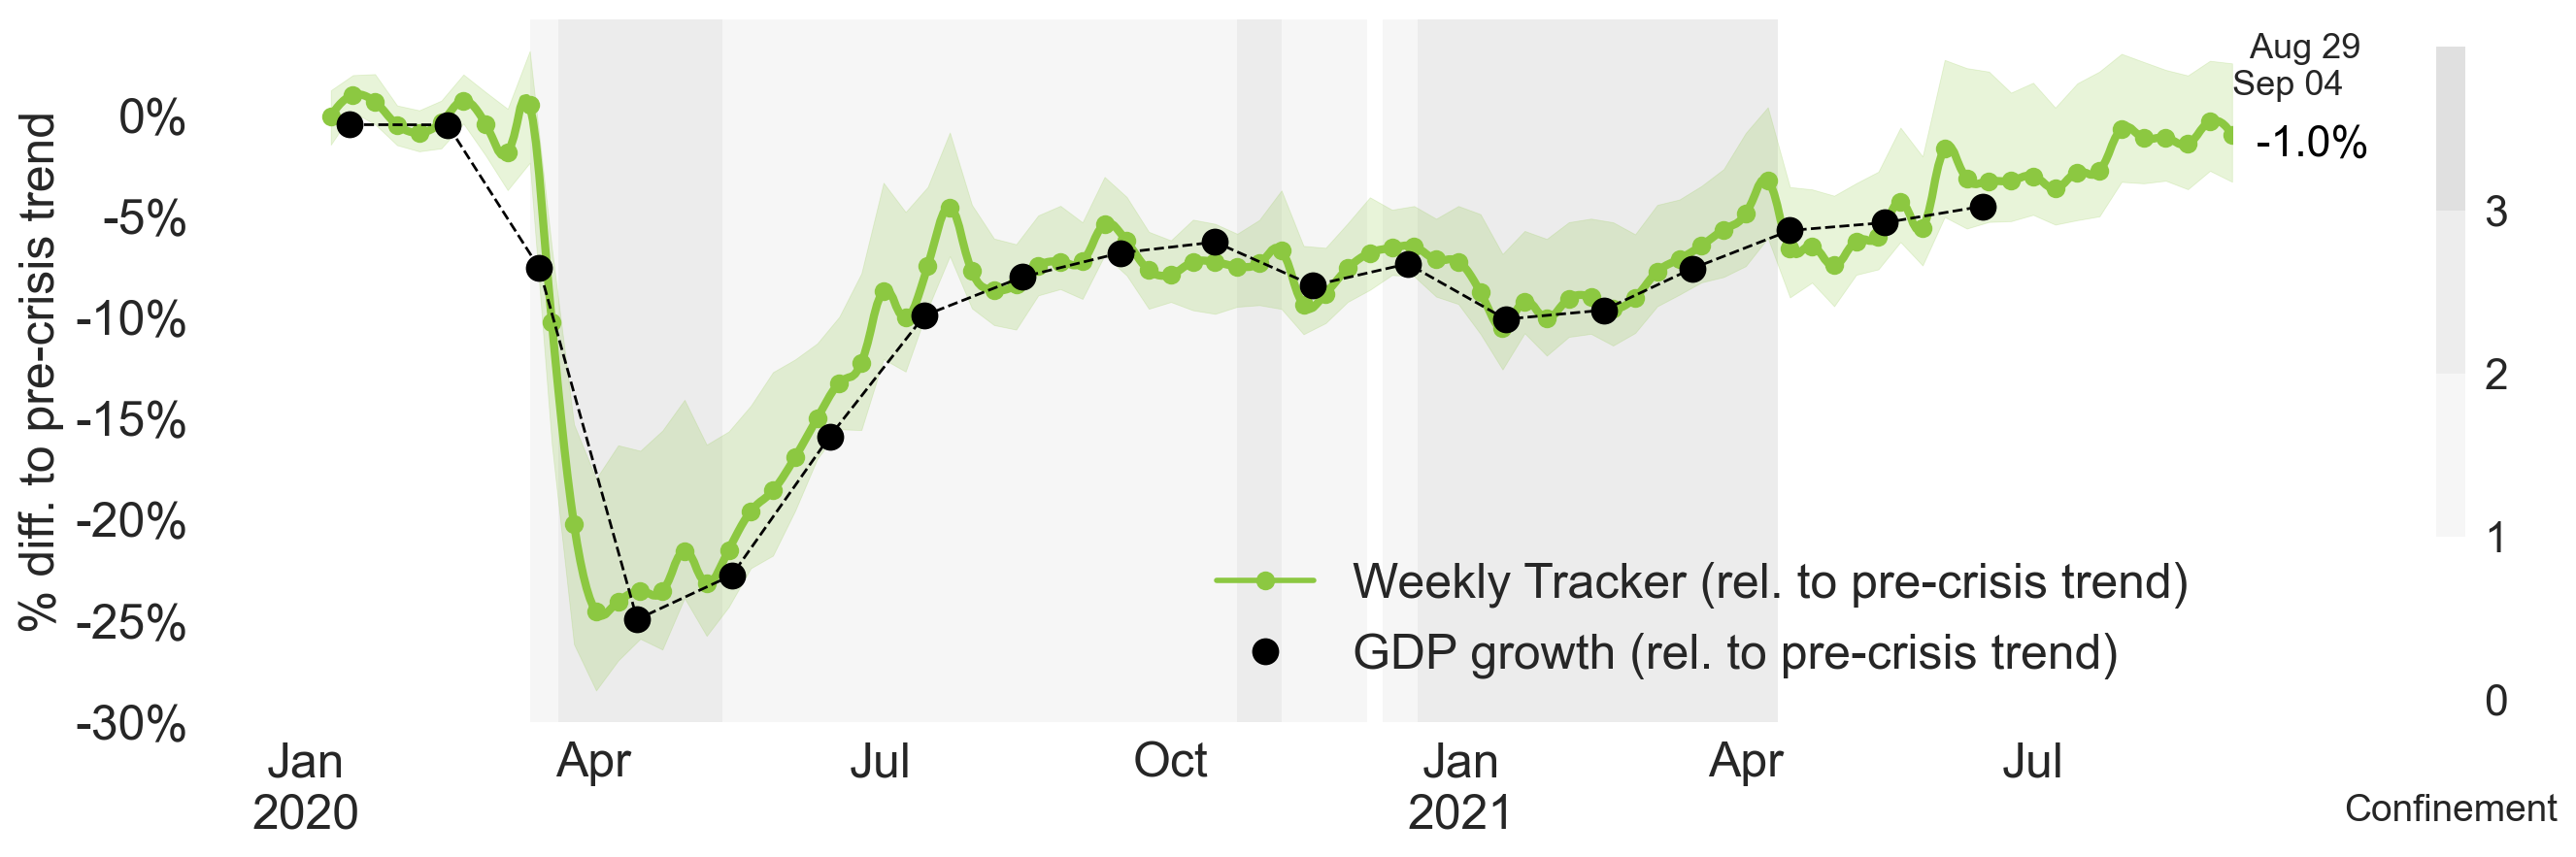 % diff. to pre-crisis trend
0%
-5%
-10%
-15%
-20%
-25%
-30%
Jan
2020
Apr
Jul
Oct
Jan
2021
Apr
Jul
Aug 29
Sep 04
-1.0%
Weekly Tracker (rel. to pre-crisis trend)
GDP growth (rel. to pre-crisis trend)
3
2
1
0
Confinement